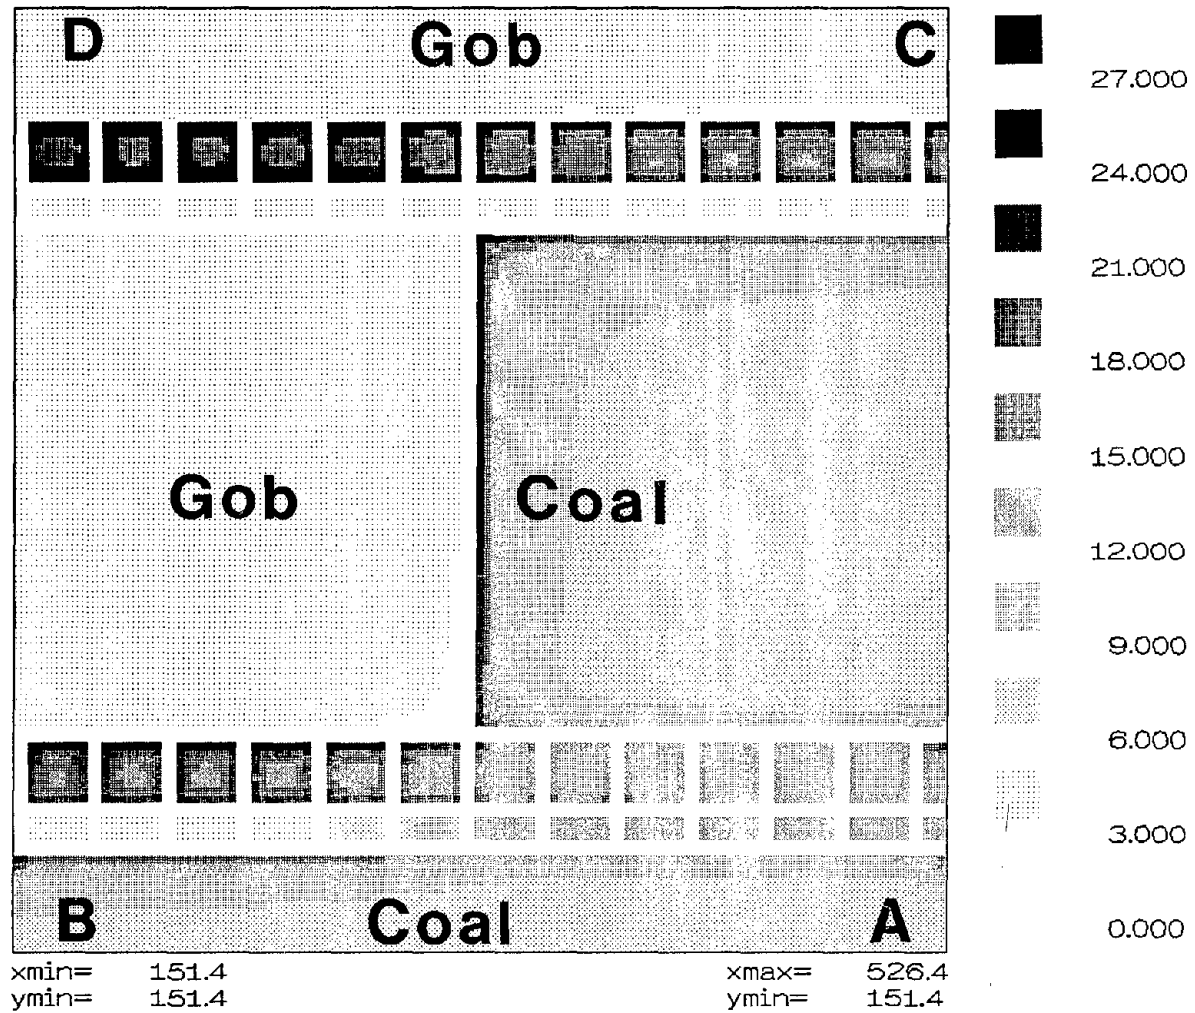 D Gob C
27.000
24.000
21.000
18.000
15.000
Gob Coal
12.000
9.000
6.000
3.000
B Coal A
0.000
xmin= 151.4 xmax= 526.4
ymin= 151.4 ymin= 151.4